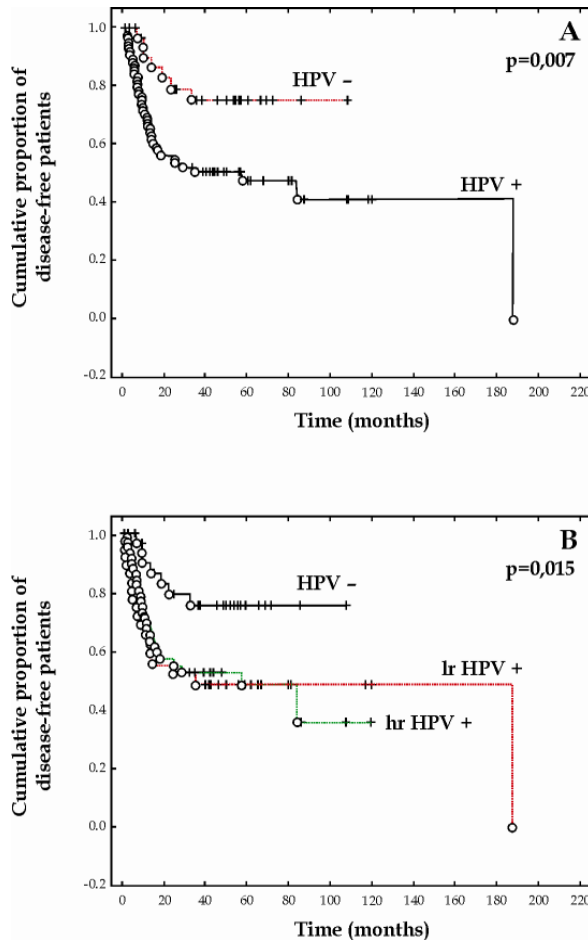 A
p=0,007
HPV –
HPV +
Cumulative proportion of
disease-free patients
1.0
0.8
0.6
0.4
0.2
0.0
-0.2
0 20 40 60 80 100 120 140 160 180 200 220
Time (months)
B
p=0,015
HPV –
lr HPV +
hr HPV +
Cumulative proportion of
disease-free patients
1.0
0.8
0.6
0.4
0.2
0.0
-0.2
0 20 40 60 80 100 120 140 160 180 200 220
Time (months)